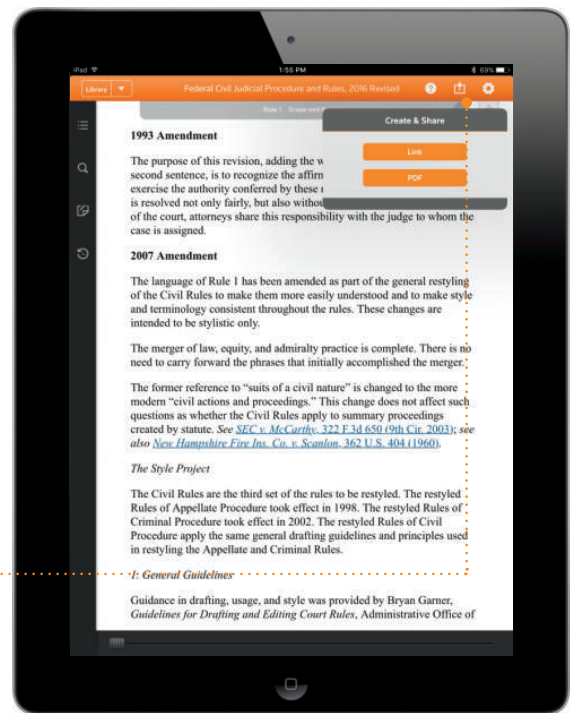 iPad
1:55 PM
69%
Library
Federal Civil Judicial Procedure and Rules, 2016 Revised
?
Rule 1. Scope and
Create & Share
Link
PDF
1993 Amendment
The purpose of this revision, adding the w
second sentence, is to recognize the affirm
exercise the authority conferred by these r
is resolved not only fairly, but also withou
of the court, attorneys share this responsibility with the judge to whom the
case is assigned.
2007 Amendment
The language of Rule 1 has been amended as part of the general restyling
of the Civil Rules to make them more easily understood and to make style
and terminology consistent throughout the rules. These changes are
intended to be stylistic only.
The merger of law, equity, and admiralty practice is complete. There is no
need to carry forward the phrases that initially accomplished the merger.
The former reference to “suits of a civil nature” is changed to the more
modern “civil actions and proceedings.” This change does not affect such
questions as whether the Civil Rules apply to summary proceedings
created by statute. See SEC v. McCarthy, 322 F.3d 650 (9th Cir. 2003); see
also New Hampshire Fire Ins. Co. v. Scanlon, 362 U.S. 404 (1960).
The Style Project
The Civil Rules are the third set of the rules to be restyled. The restyled
Rules of Appellate Procedure took effect in 1998. The restyled Rules of
Criminal Procedure took effect in 2002. The restyled Rules of Civil
Procedure apply the same general drafting guidelines and principles used
in restyling the Appellate and Criminal Rules.
1: General Guidelines
Guidance in drafting, usage, and style was provided by Bryan Garner,
Guidelines for Drafting and Editing Court Rules, Administrative Office of